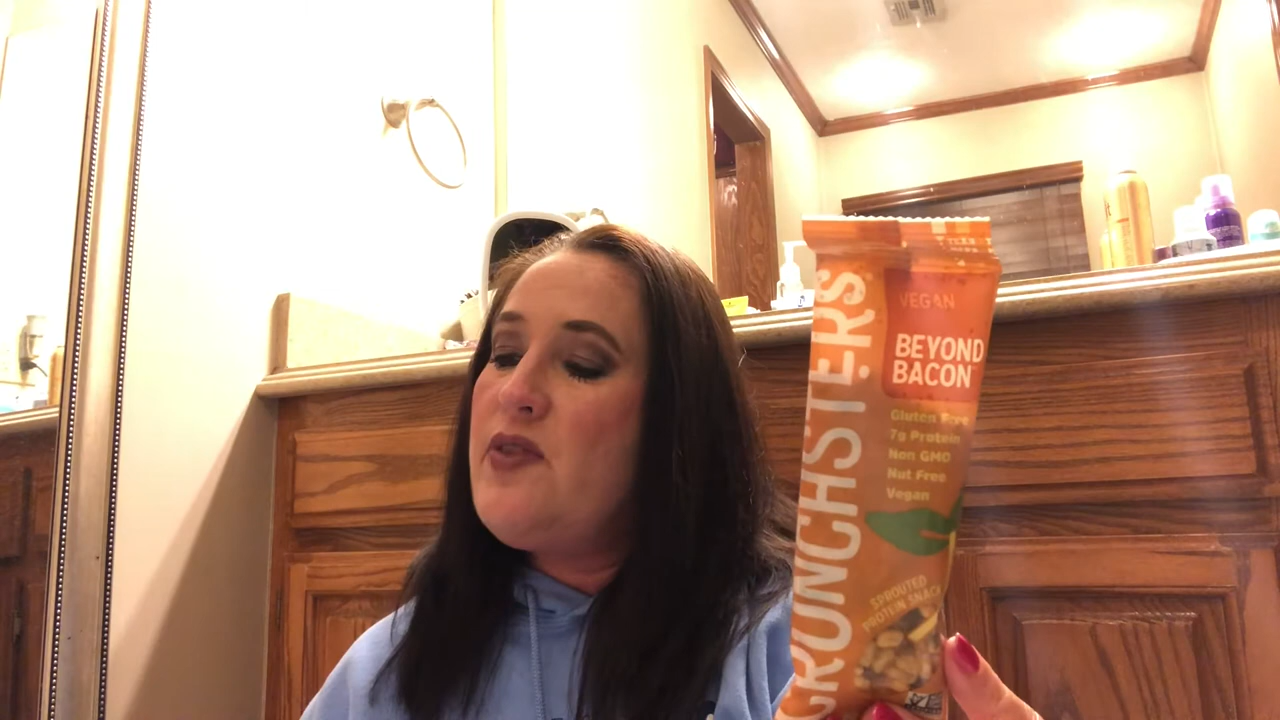 CRUNCHSTERS
VEGAN
BEYOND
BACON
Gluten Free
7g Protein
Non GMO
Nut Free
Vegan
SPROUTED
PROTEIN SNACK